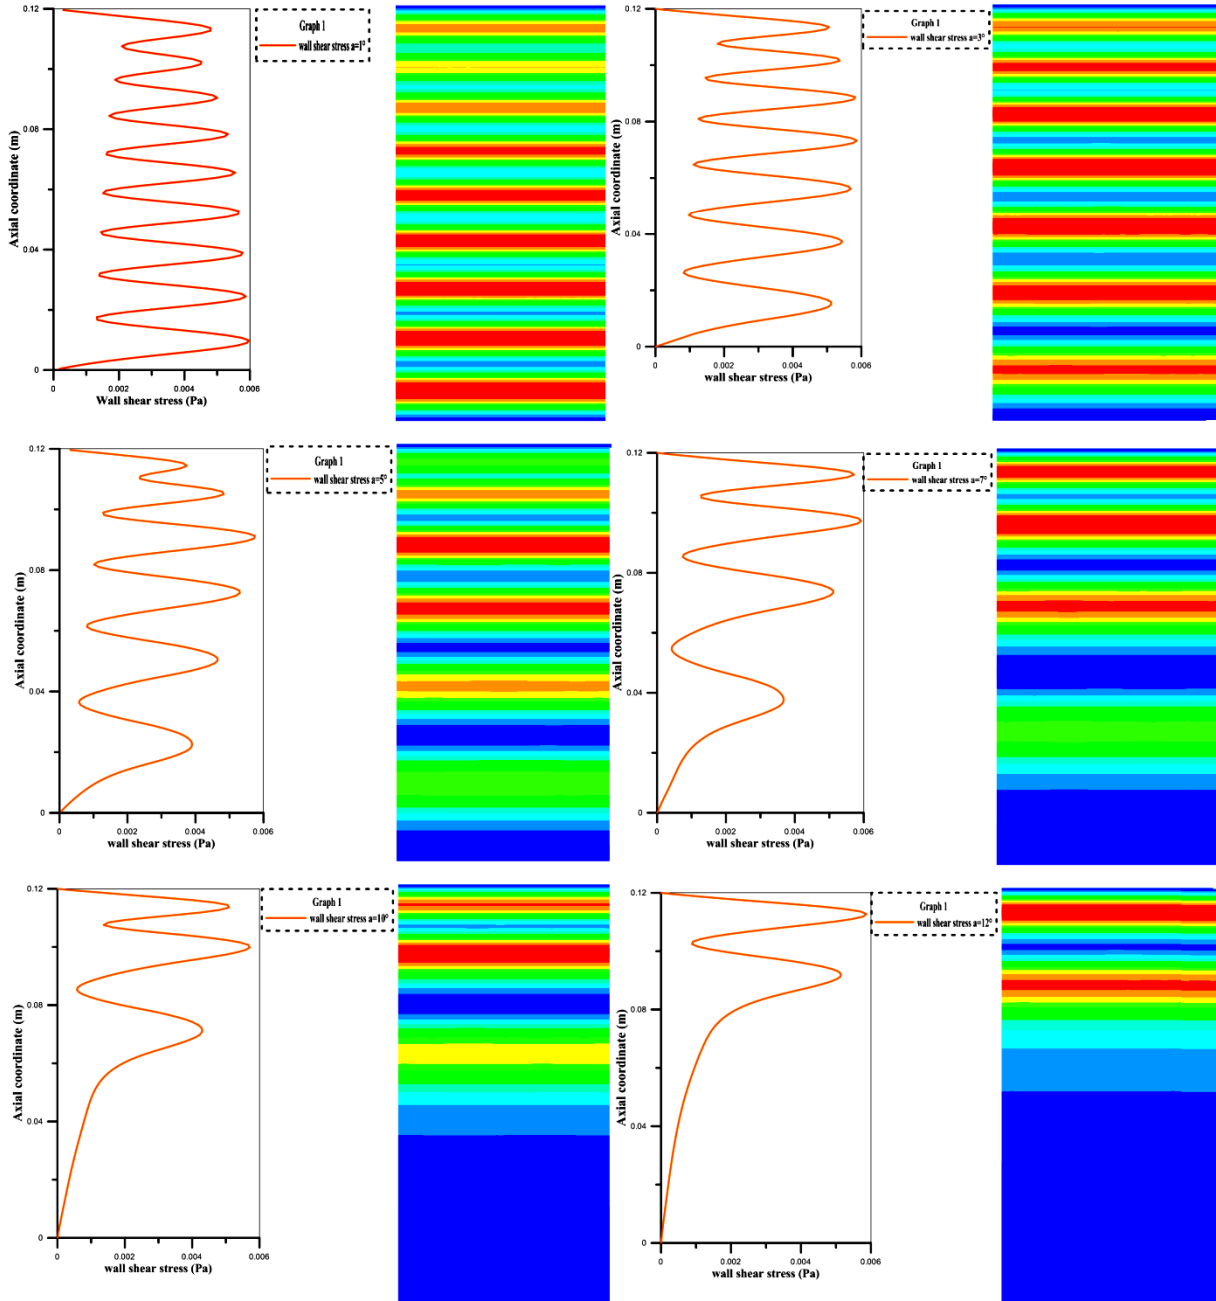 Graph 1
wall shear stress a=1°
Axial coordinate (m)
0.12
0.08
0.04
0
0
0.002
0.004
0.006
Wall shear stress (Pa)
Graph 1
wall shear stress a=3°
Axial coordinate (m)
0.12
0.08
0.04
0
0
0.002
0.004
0.006
wall shear stress (Pa)
Graph 1
wall shear stress a=5°
Axial coordinate (m)
0.12
0.08
0.04
0
0
0.002
0.004
0.006
wall shear stress (Pa)
Graph 1
wall shear stress a=7°
Axial coordinate (m)
0.12
0.08
0.04
0
0
0.002
0.004
0.006
wall shear stress (Pa)
Graph 1
wall shear stress a=10°
Axial coordinate (m)
0.12
0.08
0.04
0
0
0.002
0.004
0.006
wall shear stress (Pa)
Graph 1
wall shear stress a=12°
Axial coordinate (m)
0.12
0.08
0.04
0
0
0.002
0.004
0.006
wall shear stress (Pa)